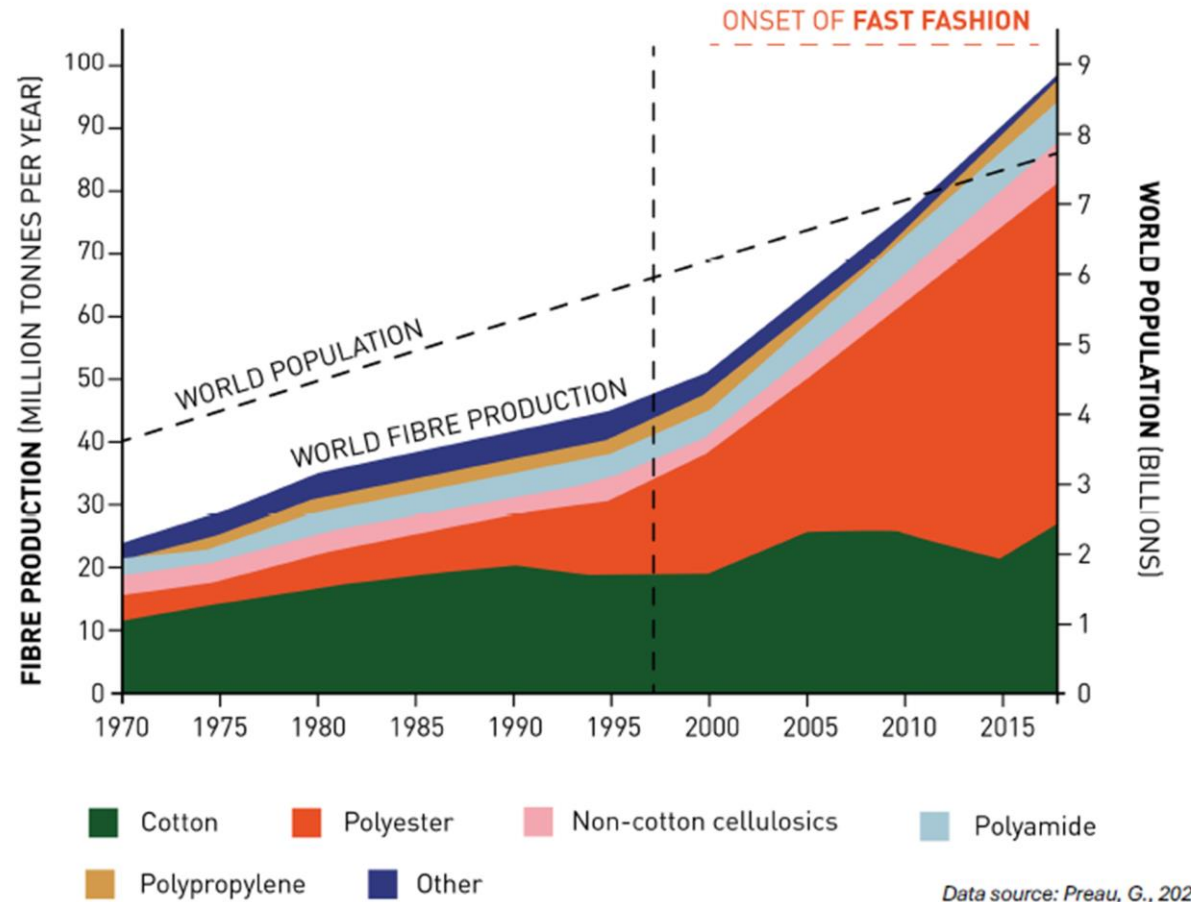 ONSET OF FAST FASHION
FIBRE PRODUCTION (MILLION TONNES PER YEAR)
100
90
80
70
60
50
40
30
20
10
0
WORLD POPULATION
WORLD FIBRE PRODUCTION
9
8
7
6
5
4
3
2
1
0
WORLD POPULATION (BILLIONS)
1970 1975 1980 1985 1990 1995 2000 2005 2010 2015
Cotton Polyester Non-cotton cellulosics Polyamide
Polypropylene Other
Data source: Preau, G., 202